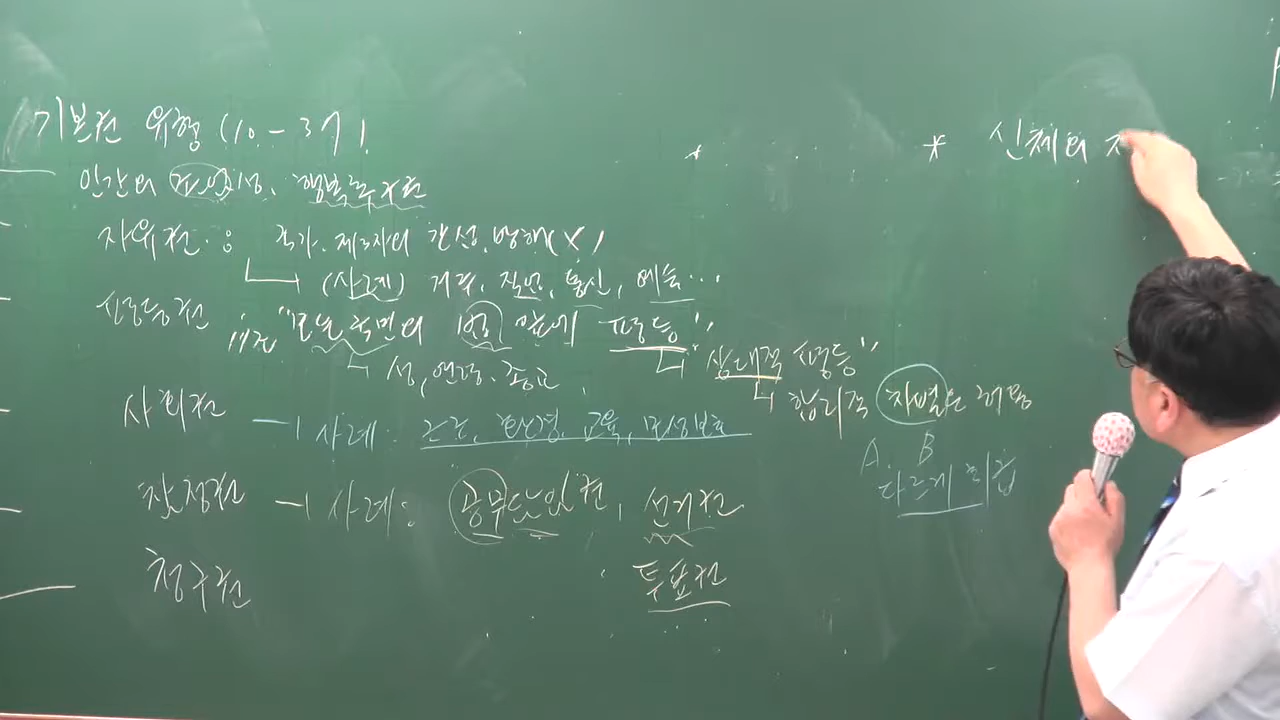 기본권 유형 (10-37)
인간의 존엄성, 행복추구권
자유권 : 국가, 제3자의 간섭, 방해(X)
(사례) 거주, 직업, 통신, 예술...
평등권 "모든 국민의 법 앞에 평등"
성, 연령, 종교
"상대적 평등"
합리적 차별은 허용
A, B
다르게 취급
사회권 → 사례: 근로, 환경, 교육, 모성보호
참정권 → 사례: 공무담임권, 선거권
투표권
청구권
* 신체의